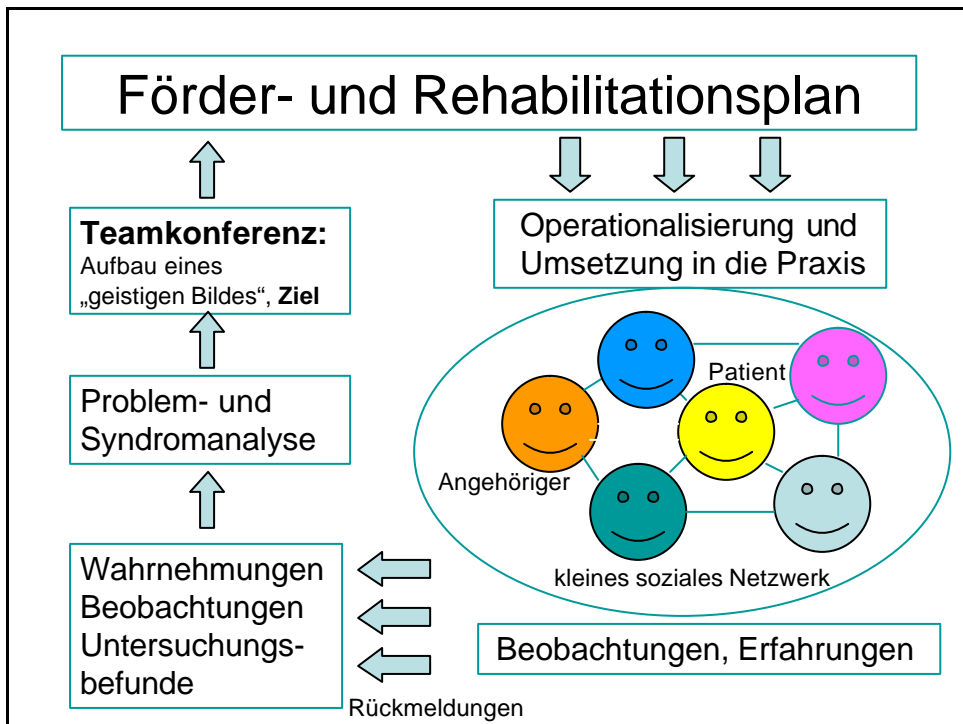 Förder- und Rehabilitationsplan
Teamkonferenz:
Aufbau eines
„geistigen Bildes“, Ziel
Problem- und
Syndromanalyse
Wahrnehmungen
Beobachtungen
Untersuchungs-
befunde
Operationalisierung und
Umsetzung in die Praxis
Patient
Angehöriger
kleines soziales Netzwerk
Beobachtungen, Erfahrungen
Rückmeldungen